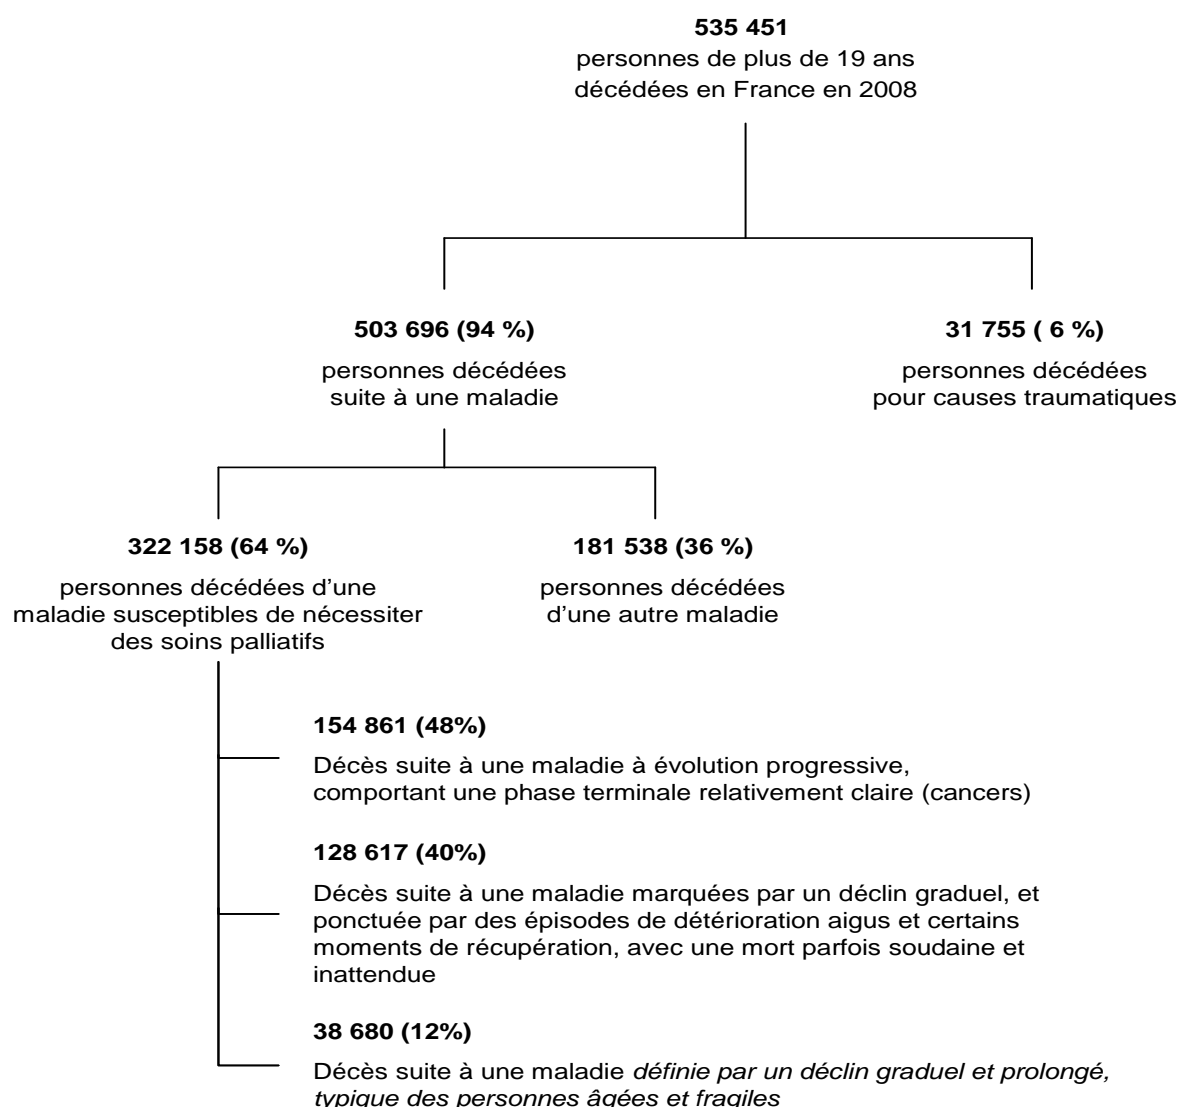 535 451
personnes de plus de 19 ans
décédées en France en 2008
503 696 (94 %)
personnes décédées
suite à une maladie
31 755 ( 6 %)
personnes décédées
pour causes traumatiques
322 158 (64 %)
personnes décédées d’une
maladie susceptibles de nécessiter
des soins palliatifs
181 538 (36 %)
personnes décédées
d’une autre maladie
154 861 (48%)
Décès suite à une maladie à évolution progressive,
comportant une phase terminale relativement claire (cancers)
128 617 (40%)
Décès suite à une maladie marquées par un déclin graduel, et
ponctuée par des épisodes de détérioration aigus et certains
moments de récupération, avec une mort parfois soudaine et
inattendue
38 680 (12%)
Décès suite à une maladie définie par un déclin graduel et prolongé,
typique des personnes âgées et fragiles